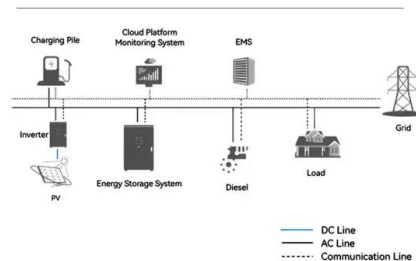 Charging Pile
Cloud Platform
Monitoring System
EMS
Grid
Inverter
PV
Energy Storage System
Diesel
Load
DC Line
AC Line
Communication Line